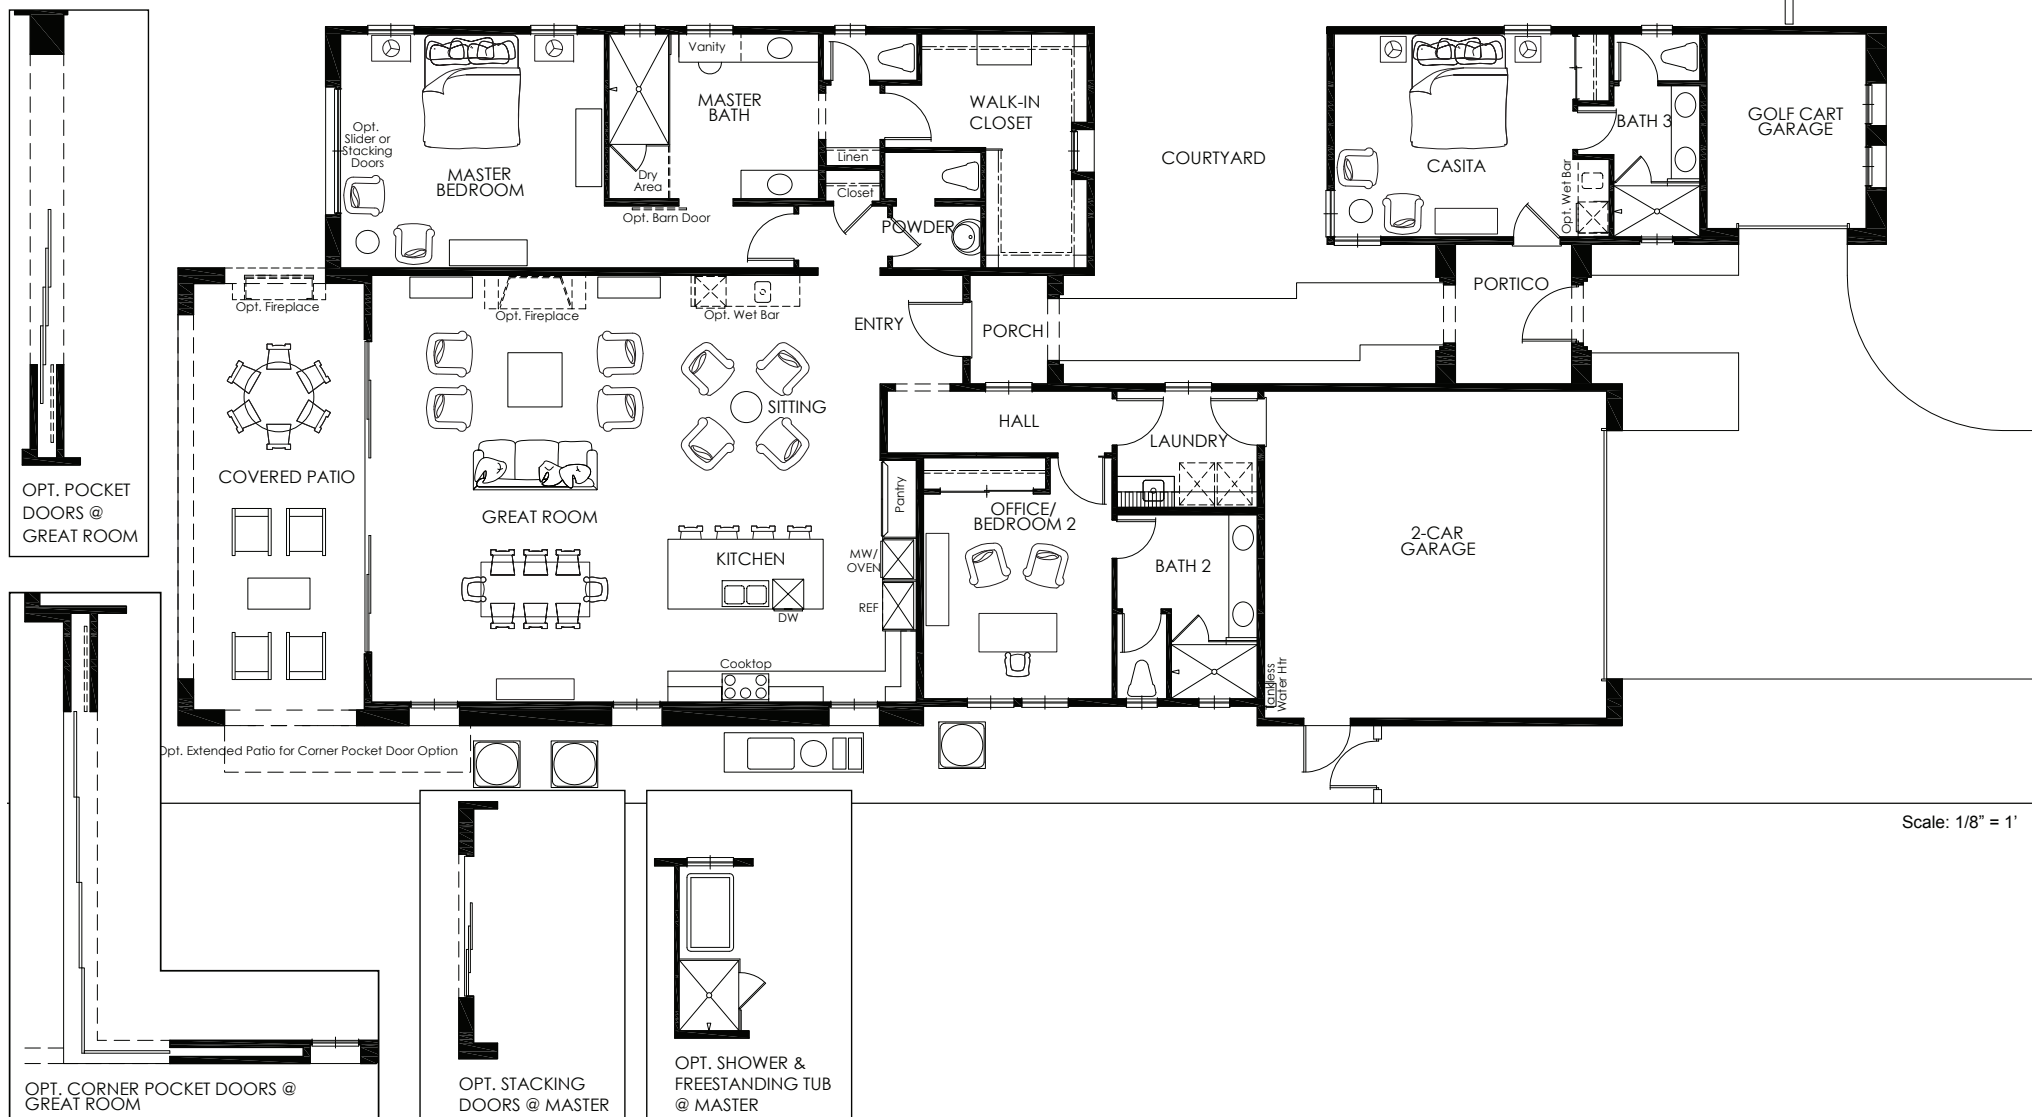 OPT. POCKET
DOORS @
GREAT ROOM
Opt.
Slider or
Stacking
Doors
MASTER
BEDROOM
Vanity
MASTER
BATH
Dry
Area
Opt. Barn Door
Linen
Closet
POWDER
WALK-IN
CLOSET
COURTYARD
CASITA
Opt. Wet Bar
BATH 3
GOLF CART
GARAGE
PORTICO
Opt. Fireplace
Opt. Fireplace
Opt. Wet Bar
ENTRY
PORCH
SITTING
HALL
LAUNDRY
COVERED PATIO
GREAT ROOM
Pantry
OFFICE/
BEDROOM 2
KITCHEN
MW/
OVEN
REF
DW
BATH 2
2-CAR
GARAGE
Cooktop
Tankless
Water Htr
Opt. Extended Patio for Corner Pocket Door Option
Scale: 1/8” = 1’
OPT. CORNER POCKET DOORS @
GREAT ROOM
OPT. STACKING
DOORS @ MASTER
OPT. SHOWER &
FREESTANDING TUB
@ MASTER